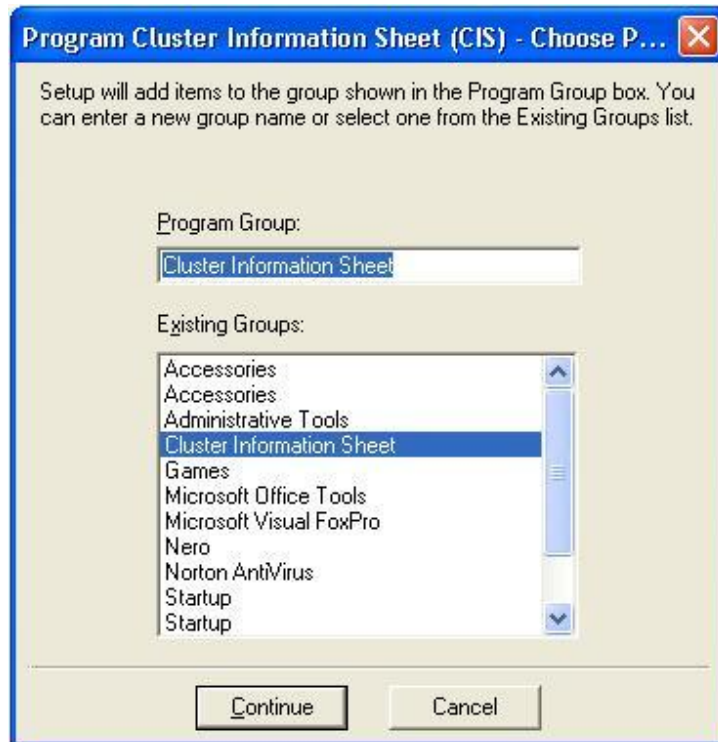 Program Cluster Information Sheet (CIS) - Choose P...
Setup will add items to the group shown in the Program Group box. You
can enter a new group name or select one from the Existing Groups list.
Program Group:
Cluster Information Sheet
Existing Groups:
Accessories
Accessories
Administrative Tools
Cluster Information Sheet
Games
Microsoft Office Tools
Microsoft Visual FoxPro
Nero
Norton AntiVirus
Startup
Startup
Continue
Cancel